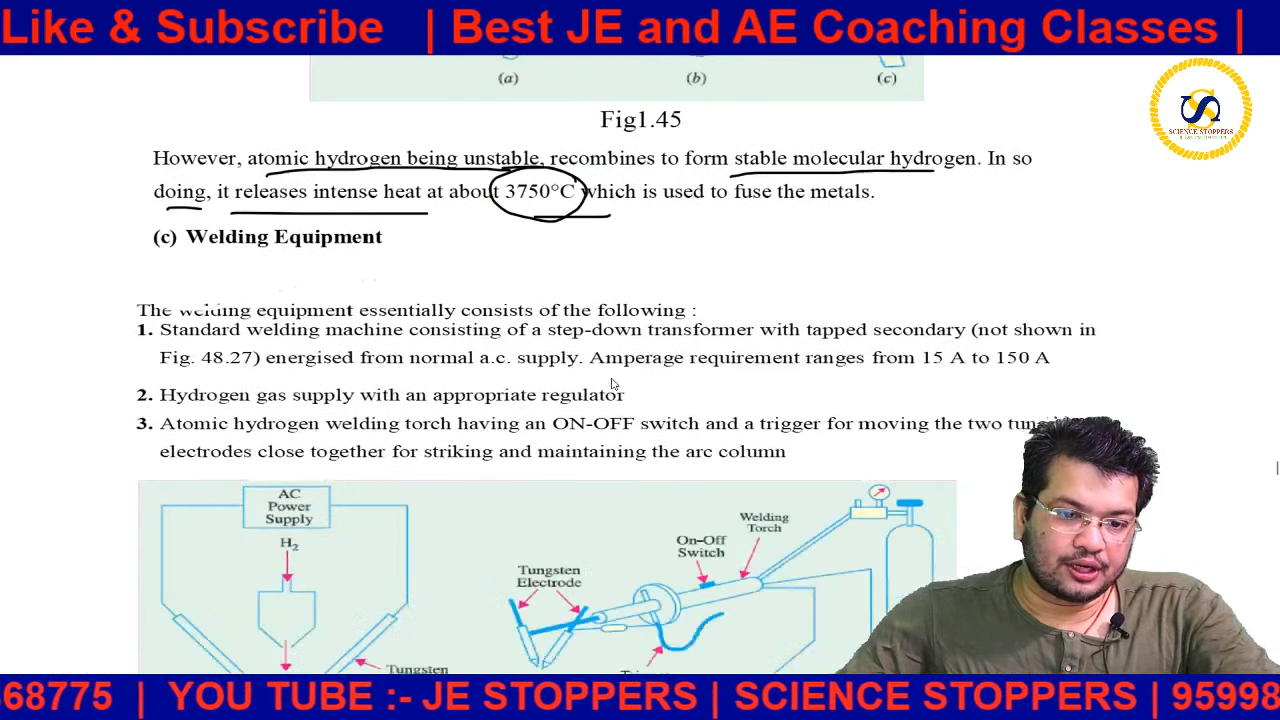 Like & Subscribe | Best JE and AE Coaching Classes |
(a) (b) (c)
SCIENCE STOPPERS
Fig1.45
However, atomic hydrogen being unstable, recombines to form stable molecular hydrogen. In so
doing, it releases intense heat at about 3750°C which is used to fuse the metals.
(c) Welding Equipment
The welding equipment essentially consists of the following :
1. Standard welding machine consisting of a step-down transformer with tapped secondary (not shown in
Fig. 48.27) energised from normal a.c. supply. Amperage requirement ranges from 15 A to 150 A
2. Hydrogen gas supply with an appropriate regulator
3. Atomic hydrogen welding torch having an ON-OFF switch and a trigger for moving the two
electrodes close together for striking and maintaining the arc column
AC
Power
Supply
H2
Tungsten
Tungsten
Electrode
On-Off
Switch
Welding
Torch
68775 | YOU TUBE :- JE STOPPERS | SCIENCE STOPPERS | 95998